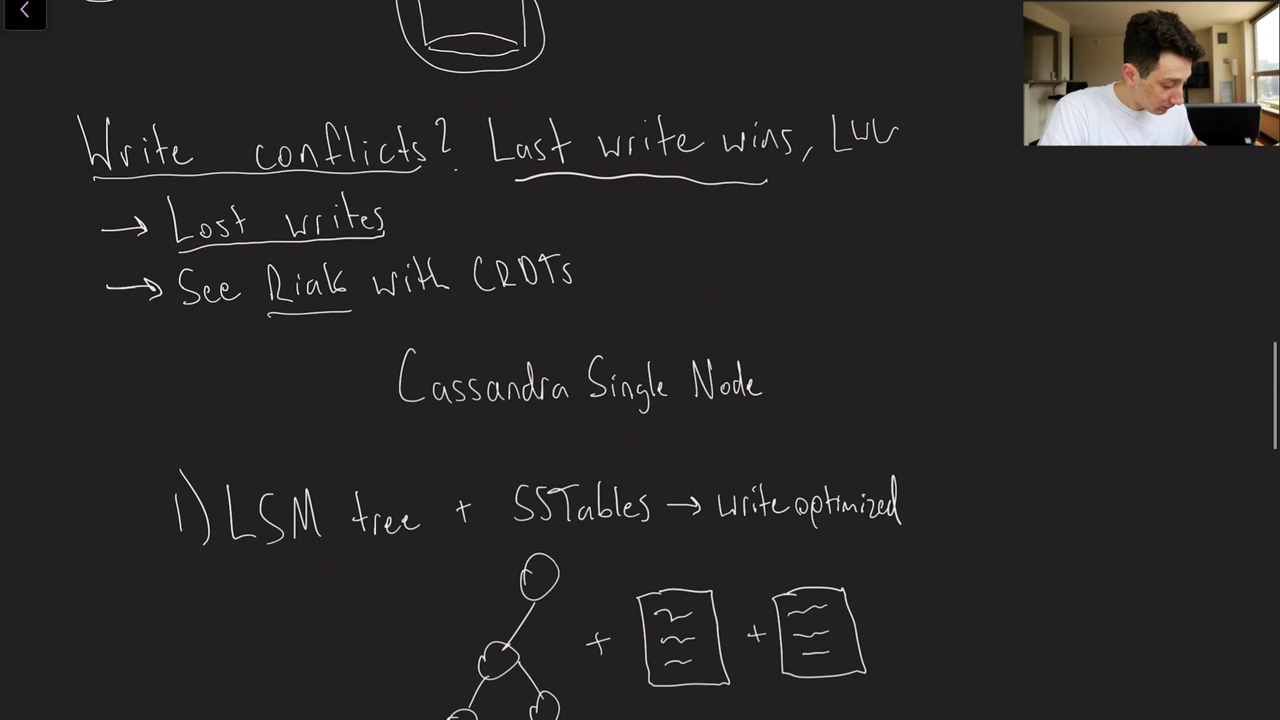 Write conflicts? Last write wins, LWW
→ Lost writes
→ See Riak with CRDTs
Cassandra Single Node
1) LSM tree + SSTables → write optimized
+ +